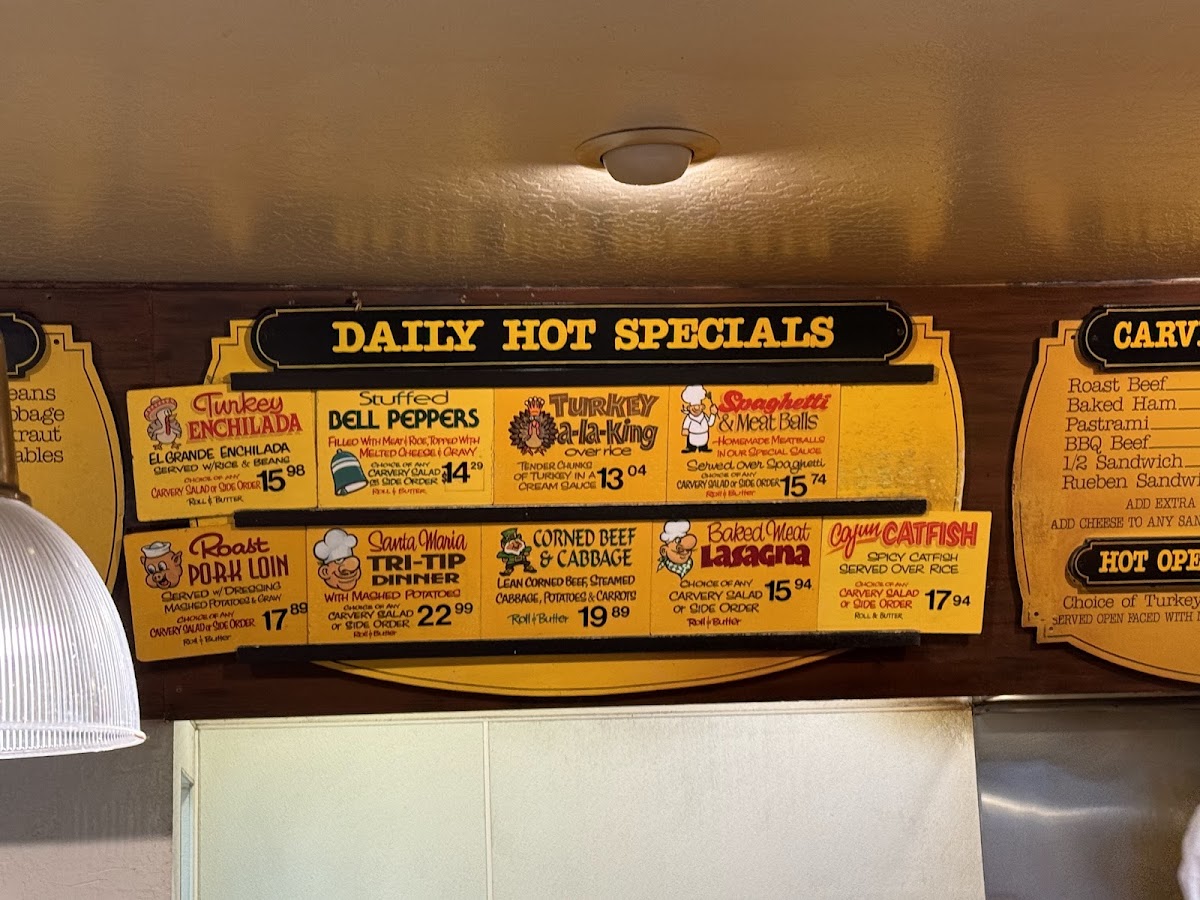 eans
bbage
raut
ables
DAILY HOT SPECIALS
Turkey
ENCHILADA
EL GRANDE ENCHILADA
SERVED W/RICE & BEANS
CHOICE OF ANY
CARVERY SALAD OR SIDE ORDER
15 98
ROLL & BUTTER
Stuffed
BELL PEPPERS
FILLED WITH MEAT & RICE, TOPPED WITH
MELTED CHEESE & GRAVY
CHOICE OF ANY
CARVERY SALAD
OR SIDE ORDER
$14 29
ROLL & BUTTER
TURKEY
a-la-King
over rice
TENDER CHUNKS
OF TURKEY IN A
CREAM SAUCE
13 04
Spaghetti
& Meat Balls
HOMEMADE MEATBALLS
IN OUR SPECIAL SAUCE
Served over Spaghetti
CHOICE OF ANY
CARVERY SALAD
OR SIDE ORDER
15 74
Roll & Butter
Roast
PORK LOIN
SERVED W/DRESSING
MASHED POTATOES & GRAVY
CHOICE OF ANY
CARVERY SALAD OR SIDE ORDER
17 89
Roll & Butter
Santa Maria
TRI-TIP
DINNER
WITH MASHED POTATOES
CHOICE OF ANY
CARVERY SALAD
OR SIDE ORDER
22 99
Roll & Butter
CORNED BEEF
& CABBAGE
LEAN CORNED BEEF, STEAMED
CABBAGE, POTATOES & CARROTS
Roll & Butter
19 89
Baked Meat
LASAGNA
CHOICE OF ANY
CARVERY SALAD
OR SIDE ORDER
15 94
Roll & Butter
Cajun CATFISH
SPICY CATFISH
SERVED OVER RICE
CHOICE OF ANY
CARVERY SALAD
or SIDE ORDER
17 94
ROLL & BUTTER
CARV
Roast Beef
Baked Ham
Pastrami
BBQ Beef
1/2 Sandwich
Rueben Sandwi
ADD EXTRA
ADD CHEESE TO ANY SA
HOT OPE
Choice of Turkey
SERVED OPEN FACED WITH